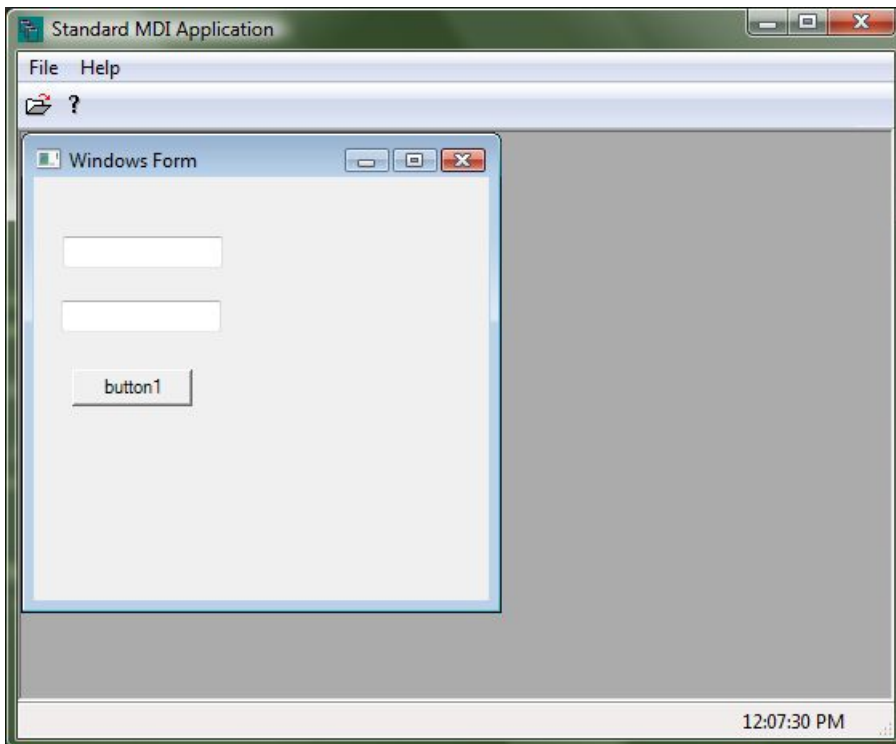 Standard MDI Application
File Help
?
Windows Form
button1
12:07:30 PM